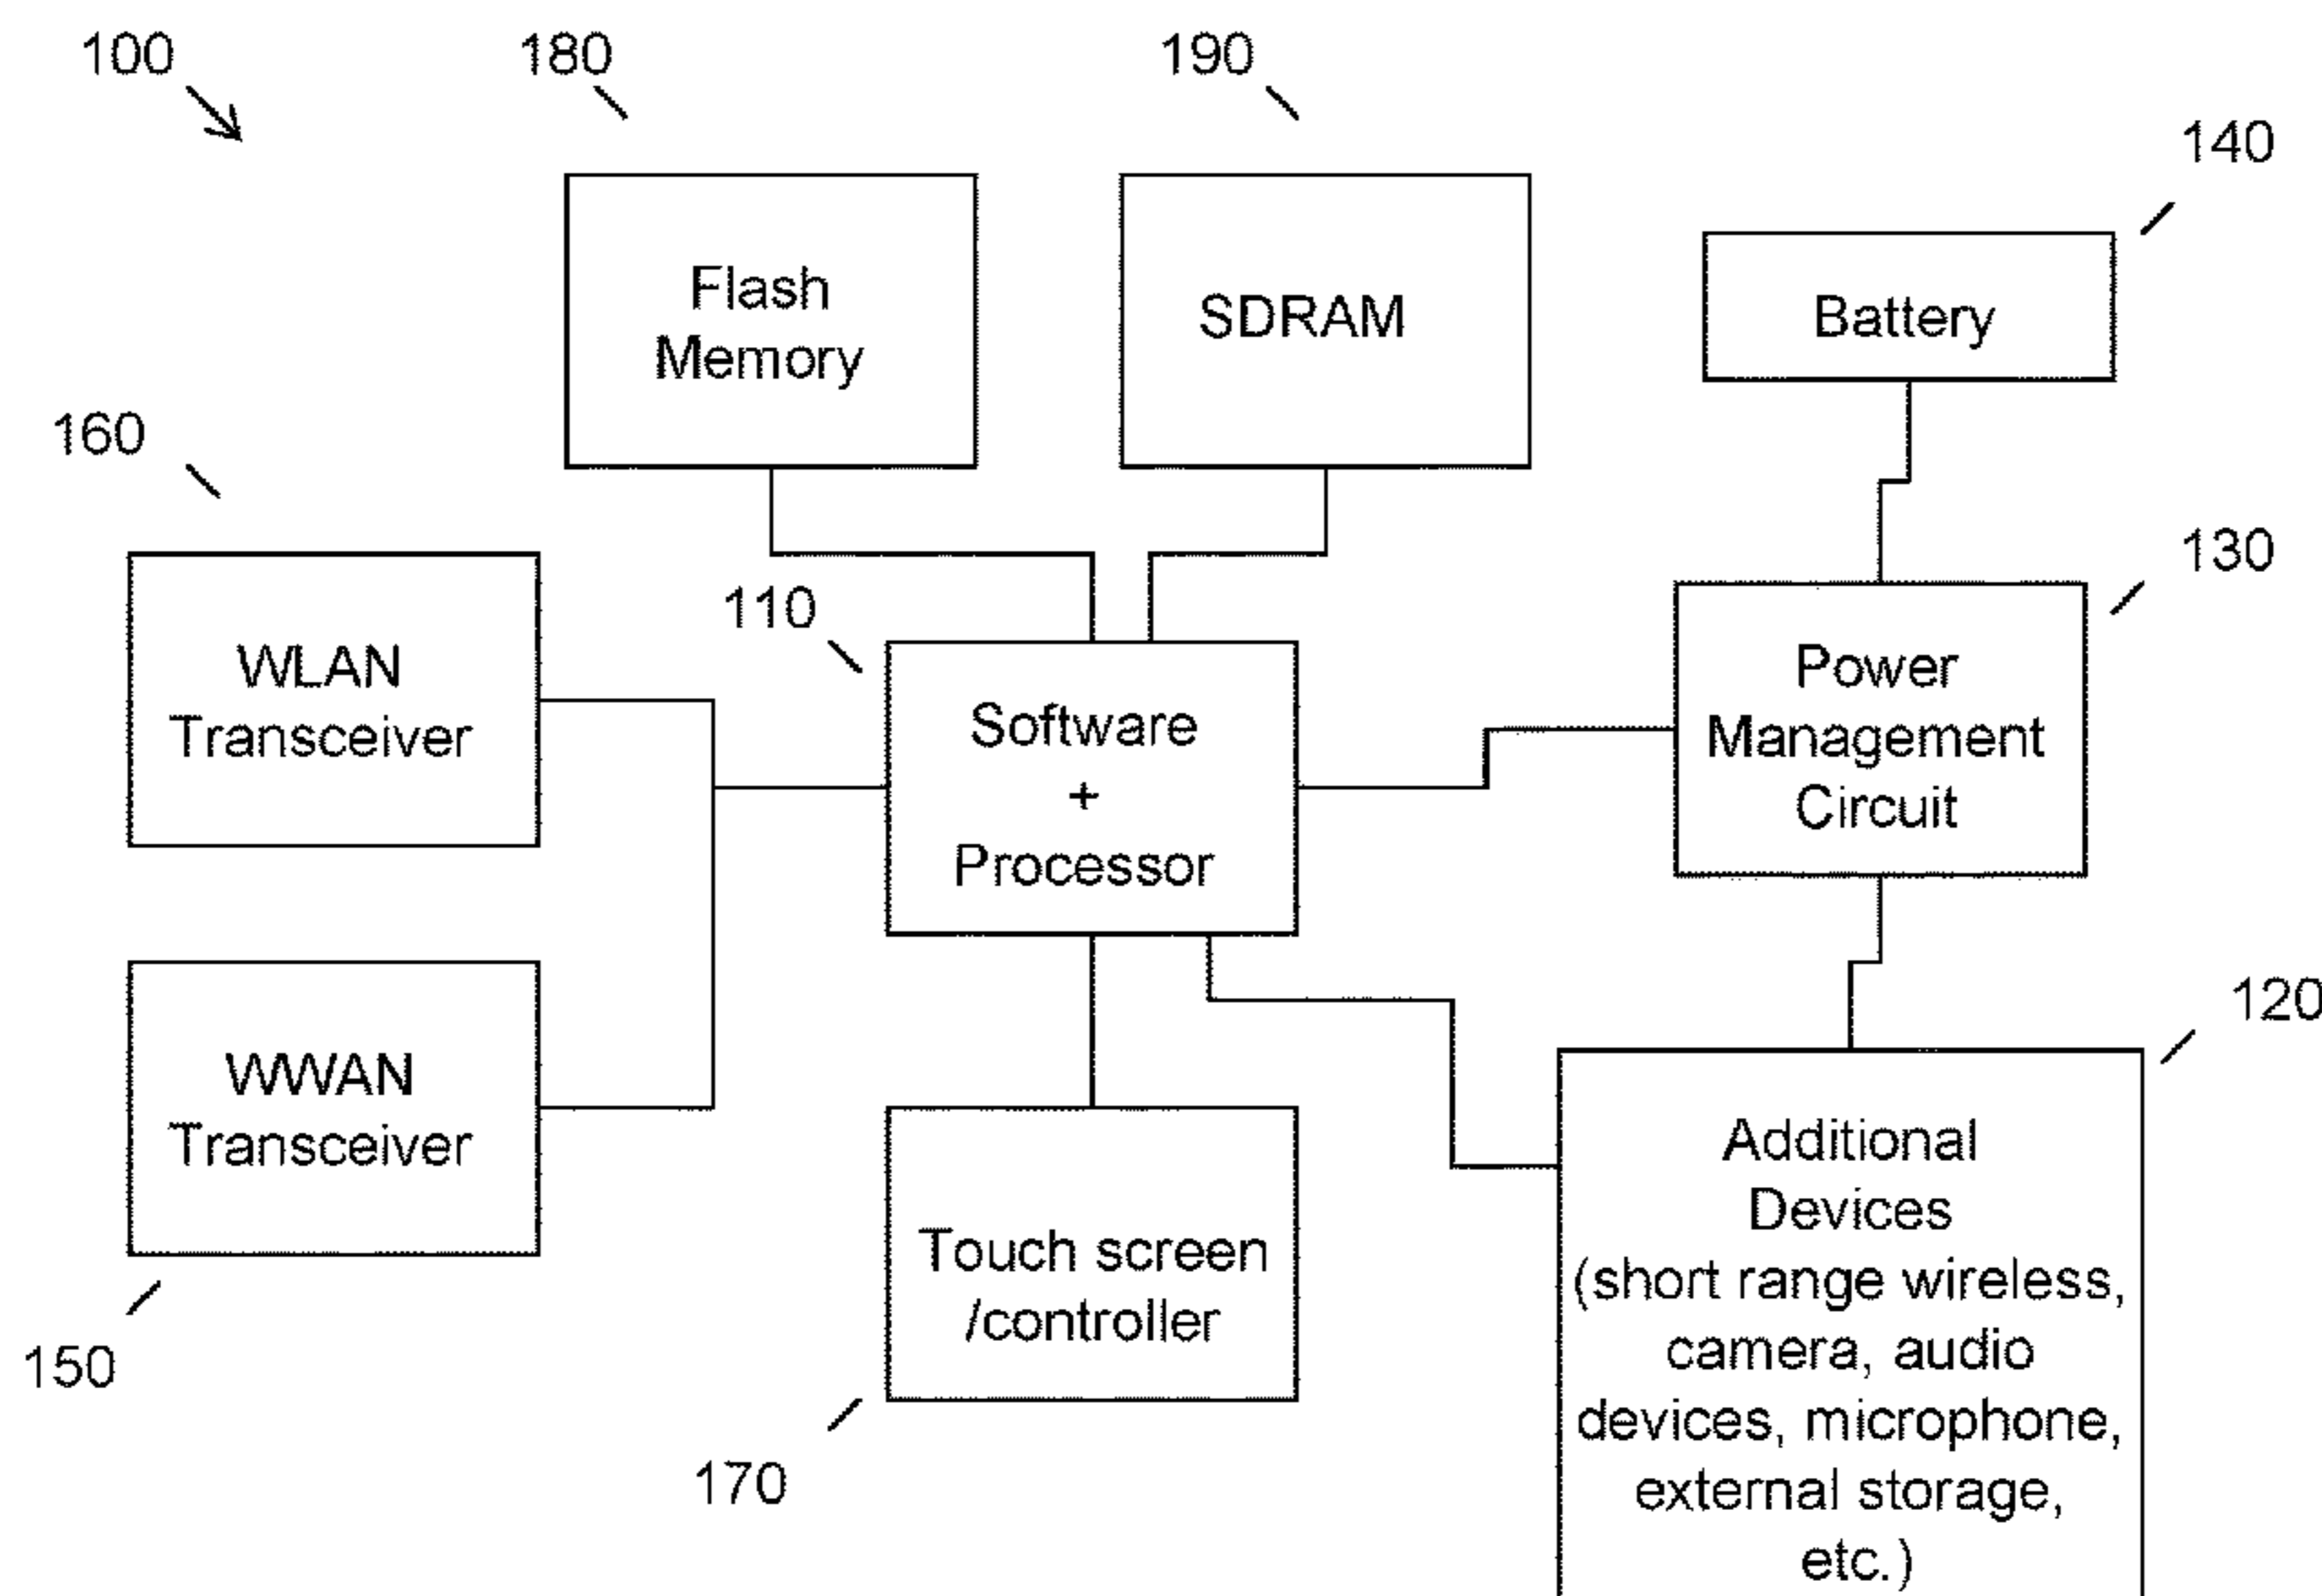 100
180
190
140
Flash
Memory
SDRAM
Battery
160
130
110
WLAN
Transceiver
Software
+
Processor
Power
Management
Circuit
120
WWAN
Transceiver
150
Touch screen
/controller
170
Additional
Devices
(short range wireless,
camera, audio
devices, microphone,
external storage,
etc.)